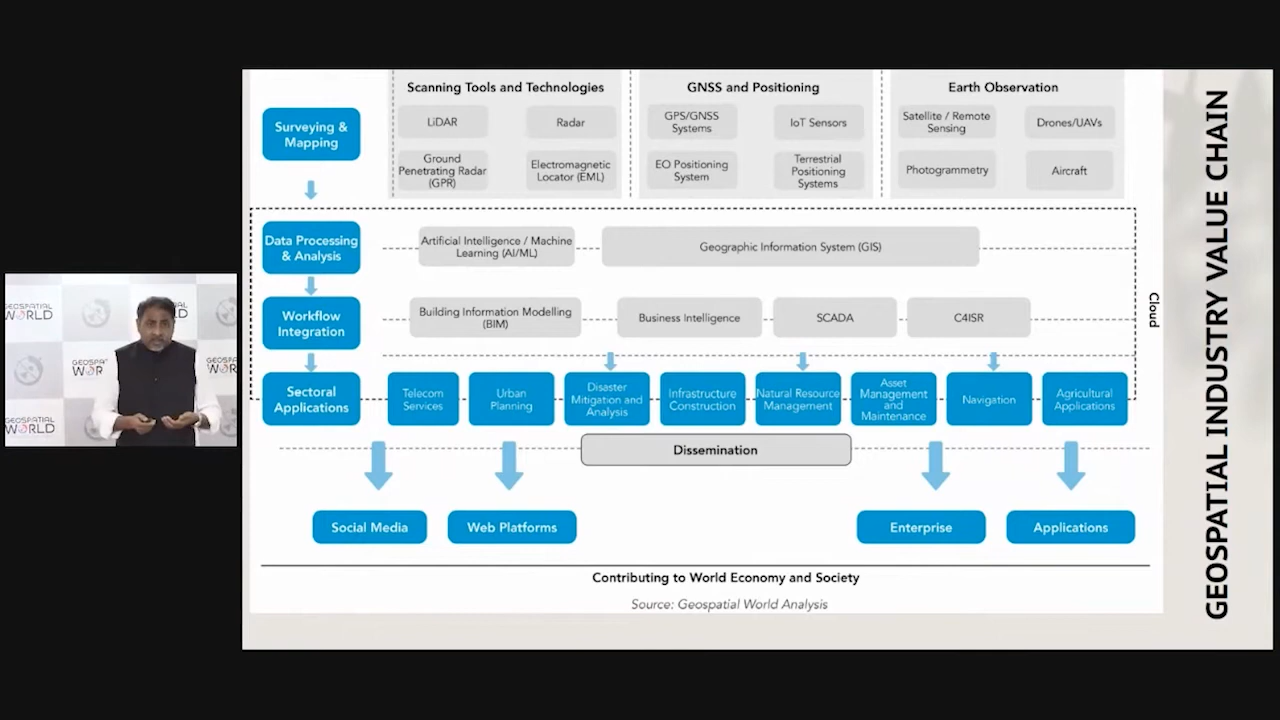 Scanning Tools and Technologies
GNSS and Positioning
Earth Observation
Surveying &
Mapping
LiDAR
Radar
GPS/GNSS
Systems
IoT Sensors
Satellite / Remote
Sensing
Drones/UAVs
Ground
Penetrating Radar
(GPR)
Electromagnetic
Locator (EML)
EO Positioning
System
Terrestrial
Positioning
Systems
Photogrammetry
Aircraft
Data Processing
& Analysis
Artificial Intelligence / Machine
Learning (AI/ML)
Geographic Information System (GIS)
Cloud
Workflow
Integration
Building Information Modelling
(BIM)
Business Intelligence
SCADA
C4ISR
Sectoral
Applications
Telecom
Services
Urban
Planning
Disaster
Mitigation and
Analysis
Infrastructure
Construction
Natural Resource
Management
Asset
Management
and
Maintenance
Navigation
Agricultural
Applications
Dissemination
Social Media
Web Platforms
Enterprise
Applications
Contributing to World Economy and Society
Source: Geospatial World Analysis
GEOSPATIAL INDUSTRY VALUE CHAIN
GEOSPATIAL
WORLD
GEOSPATIAL
WORLD